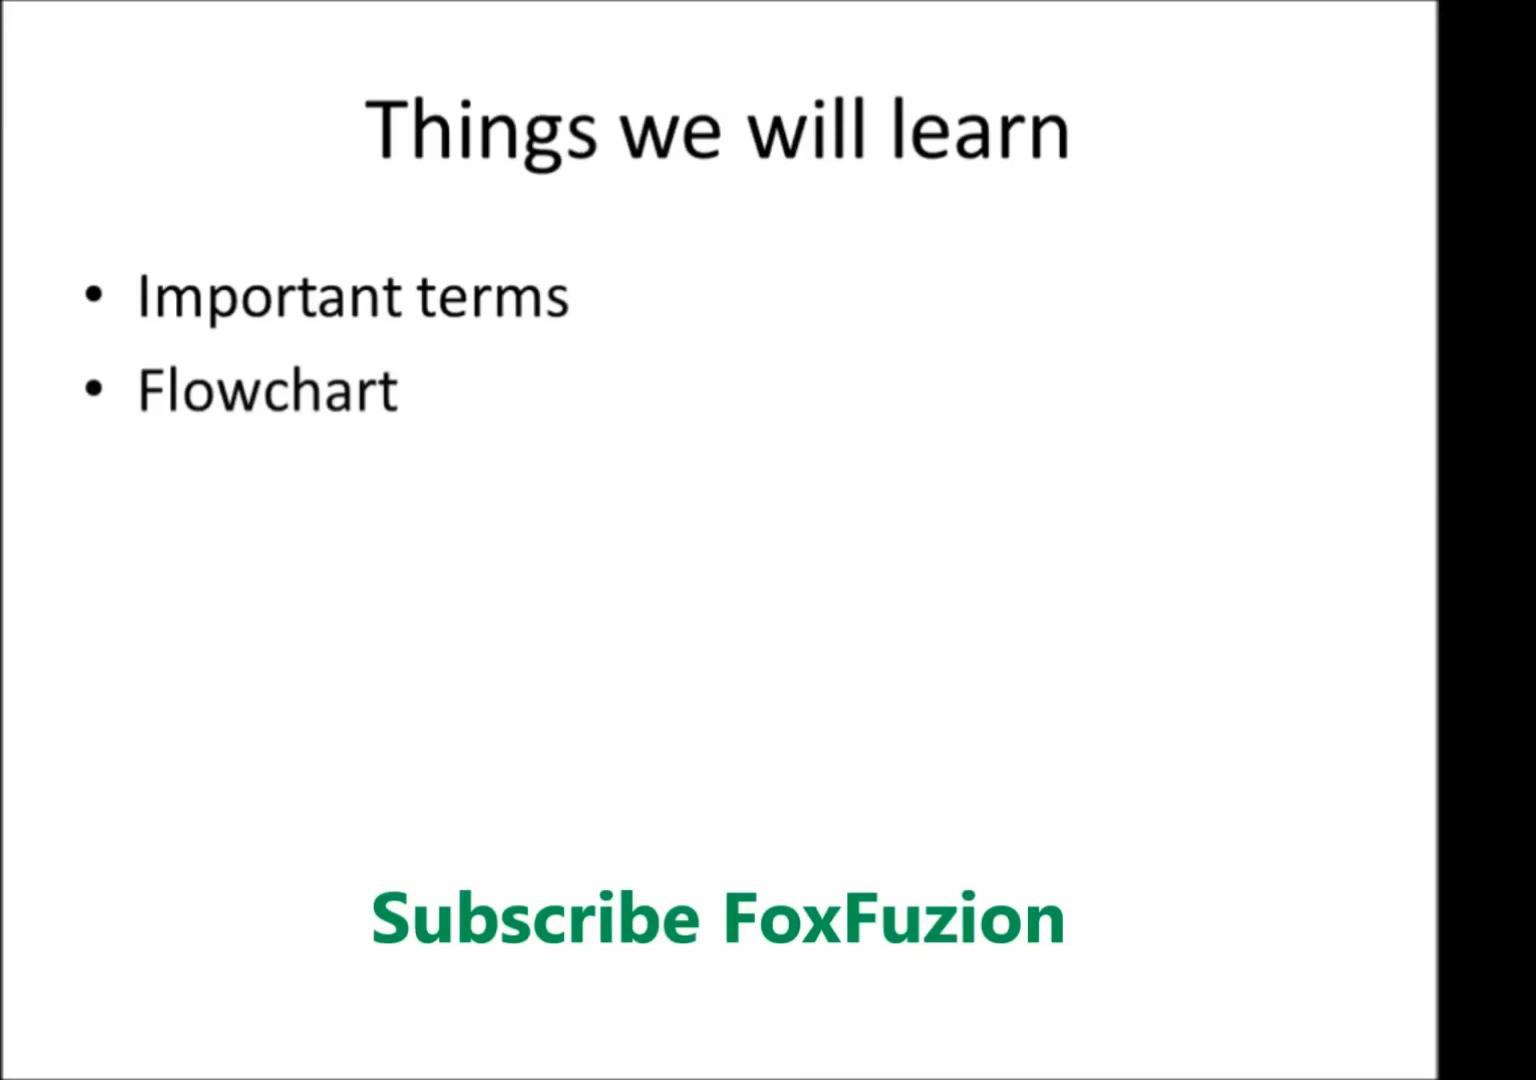 Things we will learn
• Important terms
• Flowchart
Subscribe FoxFuzion